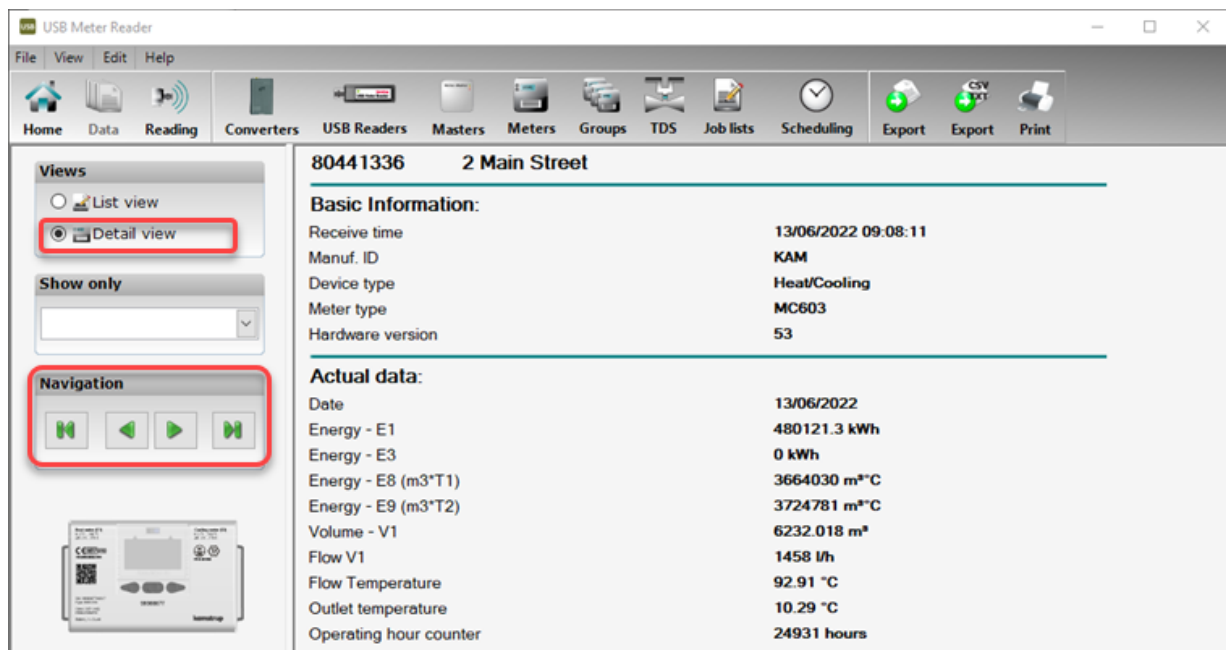 USB Meter Reader
File View Edit Help
Home Data Reading Converters USB Readers Masters Meters Groups TDS Job lists Scheduling Export Export Print
CSV
TXT
Views
List view
Detail view
Show only
Navigation
80441336 2 Main Street
Basic Information:
Receive time 13/06/2022 09:08:11
Manuf. ID KAM
Device type Heat/Cooling
Meter type MC603
Hardware version 53
Actual data:
Date 13/06/2022
Energy - E1 480121.3 kWh
Energy - E3 0 kWh
Energy - E8 (m3*T1) 3664030 m³°C
Energy - E9 (m3*T2) 3724781 m³°C
Volume - V1 6232.018 m³
Flow V1 1458 l/h
Flow Temperature 92.91 °C
Outlet temperature 10.29 °C
Operating hour counter 24931 hours
kamstrup